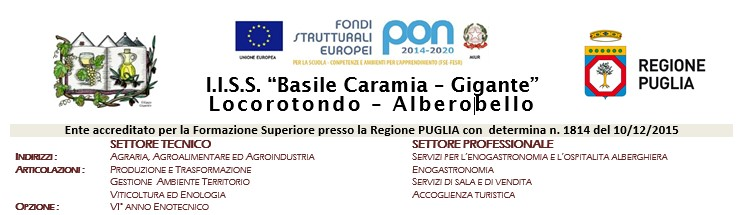 FONDI
STRUTTURALI
EUROPEI
pon
2014-2020
UNIONE EUROPEA
PER LA SCUOLA - COMPETENZE E AMBIENTI PER L'APPRENDIMENTO (FSE-FESR)
MIUR
I.I.S.S. “Basile Caramia – Gigante”
Locorotondo – Alberobello
REGIONE
PUGLIA
Ente accreditato per la Formazione Superiore presso la Regione PUGLIA con determina n. 1814 del 10/12/2015
SETTORE TECNICO SETTORE PROFESSIONALE
INDIRIZZI : AGRARIA, AGROALIMENTARE ED AGROINDUSTRIA SERVIZI PER L'ENOGASTRONOMIA E L'OSPITALITA ALBERGHIERA
ARTICOLAZIONI : PRODUZIONE E TRASFORMAZIONE ENOGASTRONOMIA
GESTIONE AMBIENTE TERRITORIO SERVIZI DI SALA E DI VENDITA
VITICOLTURA ED ENOLOGIA ACCOGLIENZA TURISTICA
OPZIONE : VI° ANNO ENOTECNICO